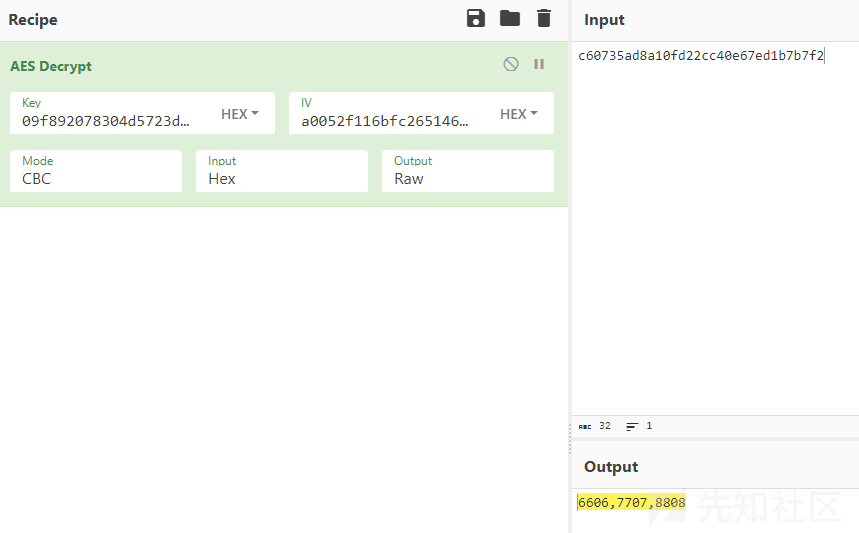 Recipe
AES Decrypt
Key
09f892078304d5723d…
HEX
IV
a0052f116bfc265146…
HEX
Mode
CBC
Input
Hex
Output
Raw
Input
c60735ad8a10fd22cc40e67ed1b7b7f2
ABC 32 1
Output
6606,7707,8808
先知社区